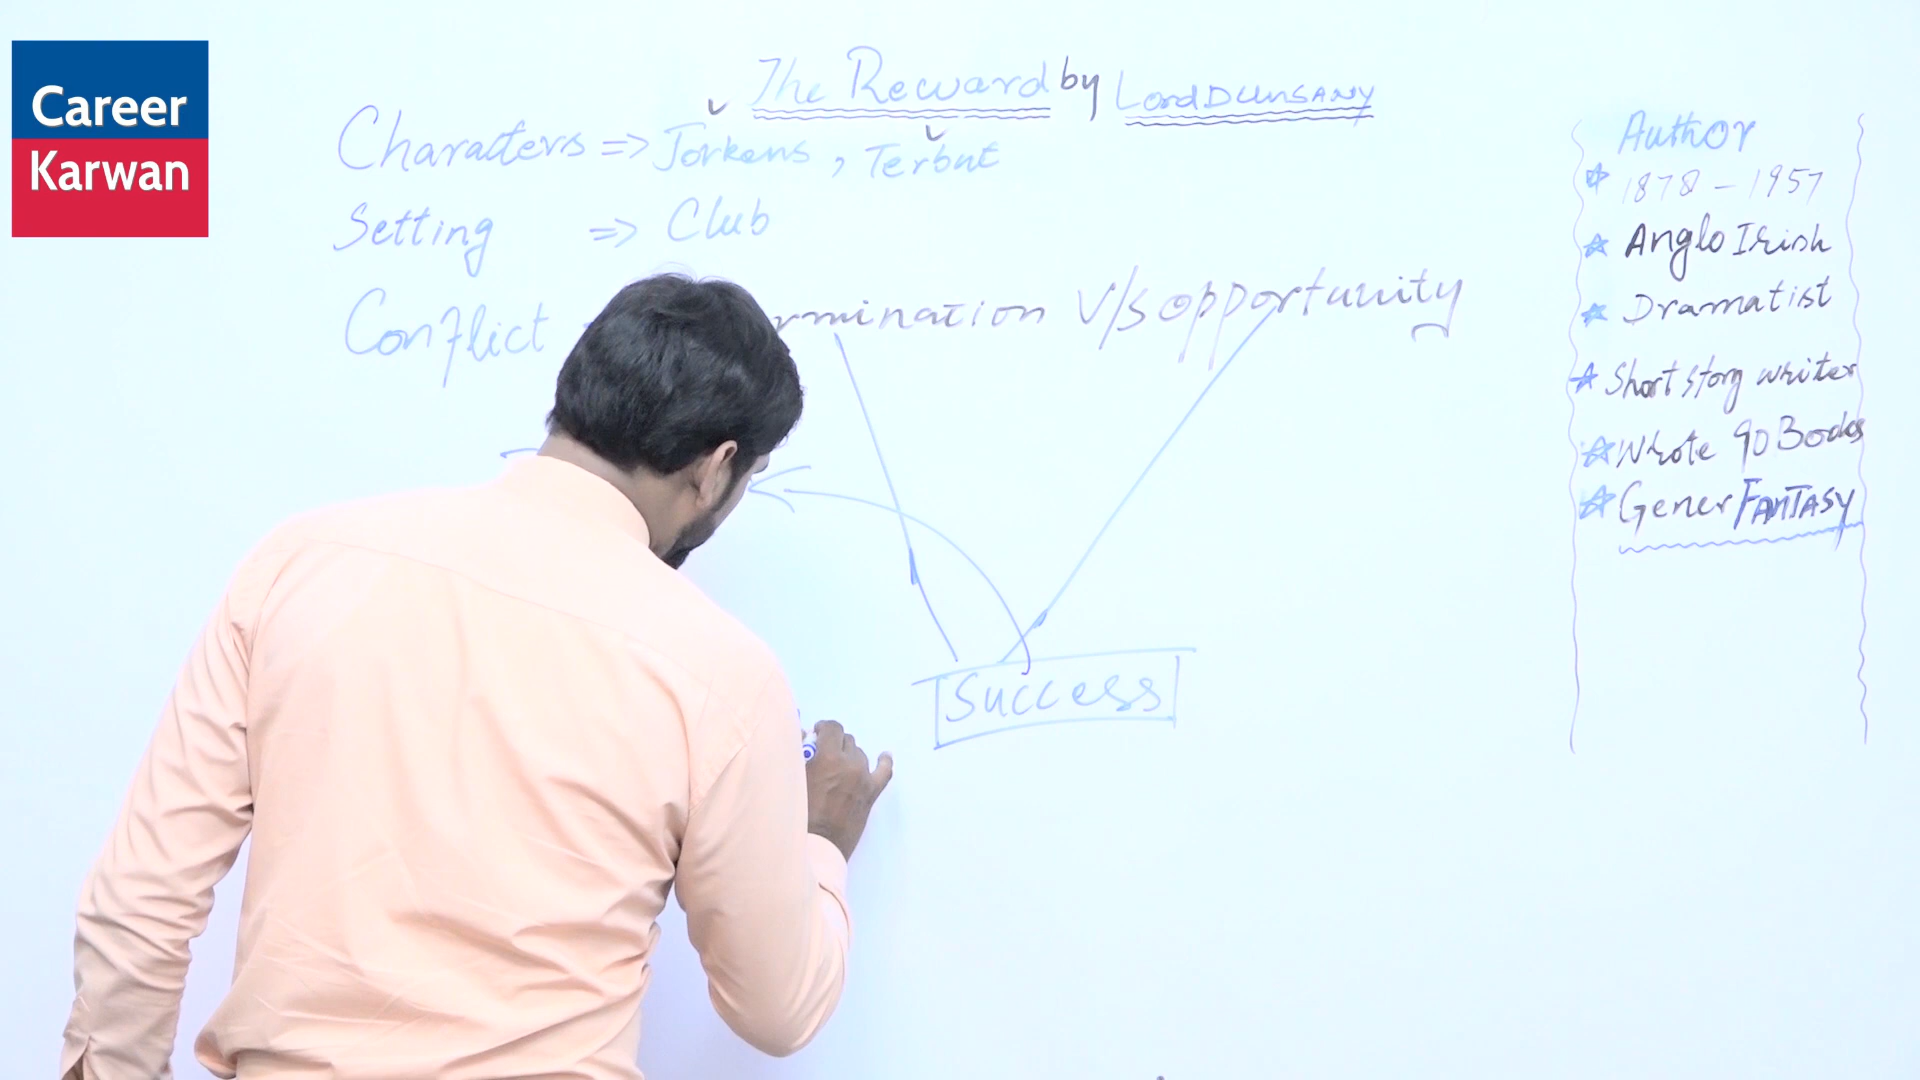 Career
Karwan
The Reward by Lord DUNSANY
Characters => Jorkens, Terbut
Setting => Club
Conflict rmination V/s opportunity
Success
Author
1878 - 1957
Anglo Irish
Dramatist
Short story writer
Wrote 90 Books
Gener FANTASY